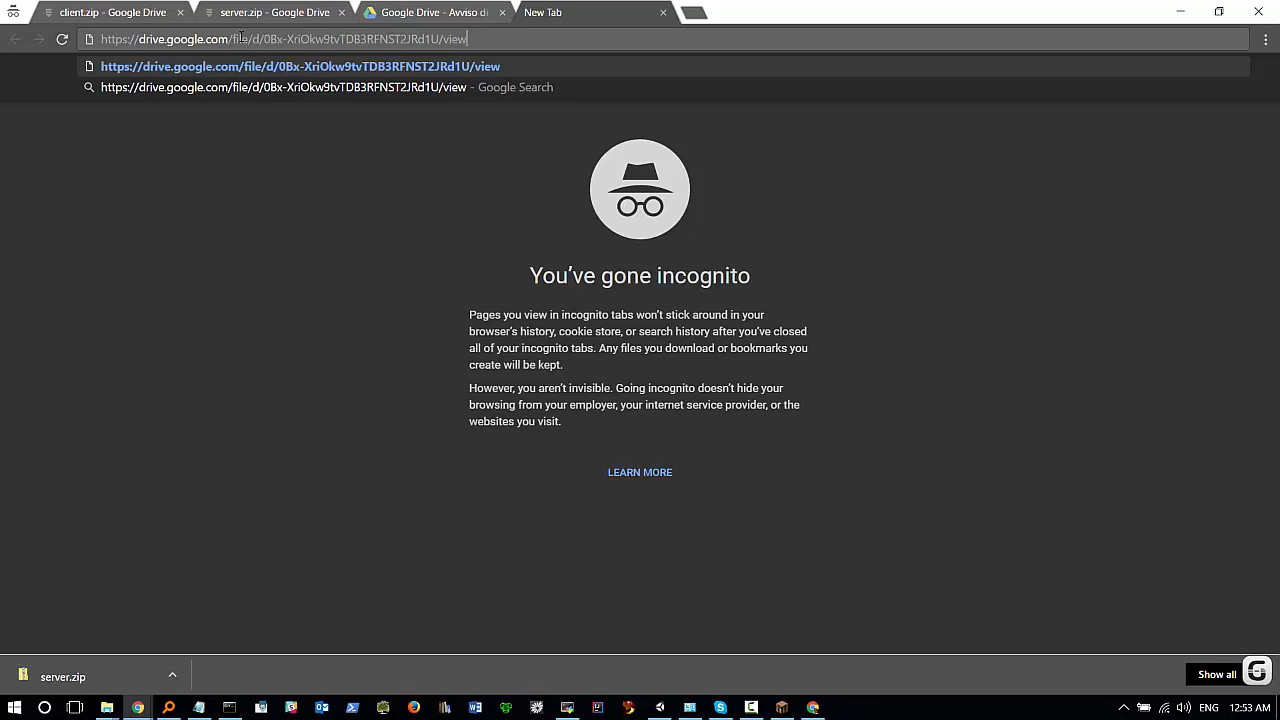 client.zip - Google Drive
server.zip - Google Drive
Google Drive - Avviso di
New Tab
https://drive.google.com/file/d/0Bx-XriOkw9tvTDB3RFNST2JRd1U/view
https://drive.google.com/file/d/0Bx-XriOkw9tvTDB3RFNST2JRd1U/view
https://drive.google.com/file/d/0Bx-XriOkw9tvTDB3RFNST2JRd1U/view - Google Search
You've gone incognito
Pages you view in incognito tabs won't stick around in your
browser's history, cookie store, or search history after you've closed
all of your incognito tabs. Any files you download or bookmarks you
create will be kept.
However, you aren't invisible. Going incognito doesn't hide your
browsing from your employer, your internet service provider, or the
websites you visit.
LEARN MORE
server.zip
Show all
ENG
12:53 AM